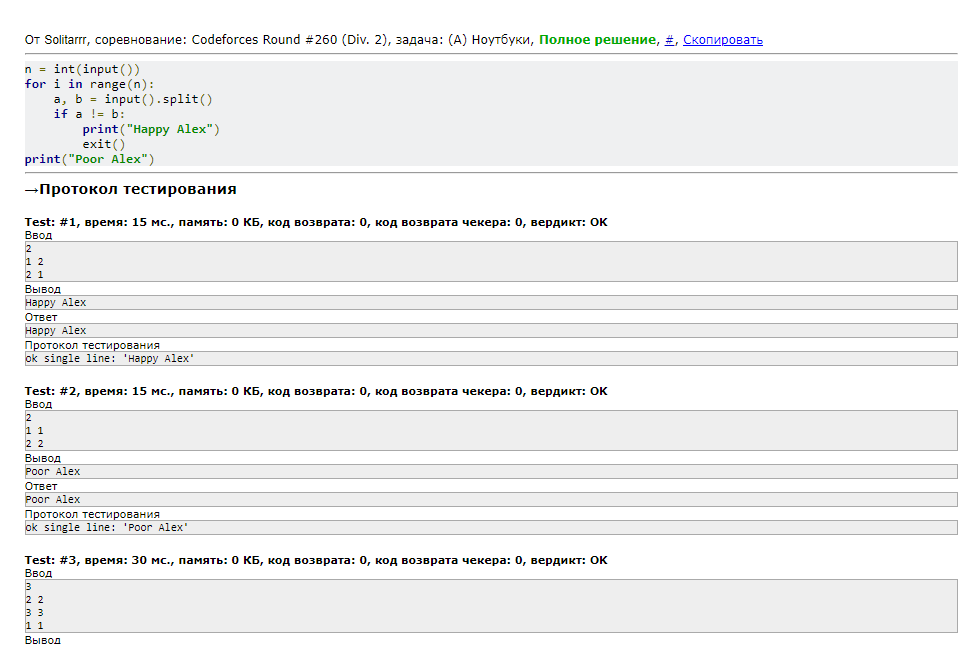 От Solitarrr, соревнование: Codeforces Round #260 (Div. 2), задача: (A) Ноутбуки, Полное решение, #, Скопировать
n = int(input())
for i in range(n):
    a, b = input().split()
    if a != b:
        print("Happy Alex")
        exit()
print("Poor Alex")
→Протокол тестирования
Test: #1, время: 15 мс., память: 0 КБ, код возврата: 0, код возврата чекера: 0, вердикт: OK
Ввод
2
1 2
2 1
Вывод
Happy Alex
Ответ
Happy Alex
Протокол тестирования
ok single line: 'Happy Alex'
Test: #2, время: 15 мс., память: 0 КБ, код возврата: 0, код возврата чекера: 0, вердикт: OK
Ввод
2
1 1
2 2
Вывод
Poor Alex
Ответ
Poor Alex
Протокол тестирования
ok single line: 'Poor Alex'
Test: #3, время: 30 мс., память: 0 КБ, код возврата: 0, код возврата чекера: 0, вердикт: OK
Ввод
3
2 2
3 3
1 1
Вывод